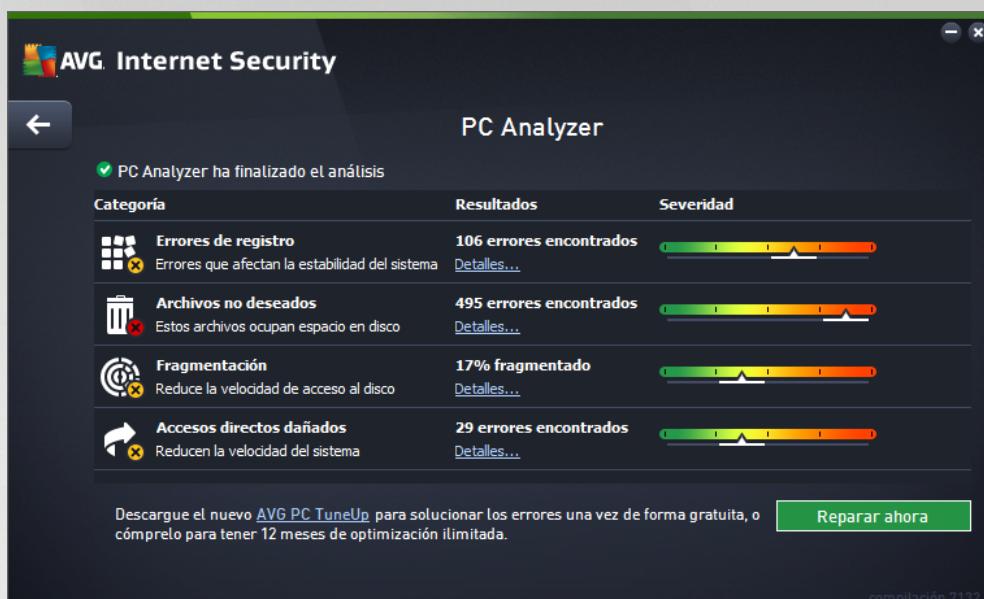 AVG. Internet Security
PC Analyzer
PC Analyzer ha finalizado el análisis
Categoría Resultados Severidad
Errores de registro 106 errores encontrados
Errores que afectan la estabilidad del sistema Detalles...
Archivos no deseados 495 errores encontrados
Estos archivos ocupan espacio en disco Detalles...
Fragmentación 17% fragmentado
Reduce la velocidad de acceso al disco Detalles...
Accesos directos dañados 29 errores encontrados
Reducen la velocidad del sistema Detalles...
Descargue el nuevo AVG PC TuneUp para solucionar los errores una vez de forma gratuita, o
cómprelo para tener 12 meses de optimización ilimitada.
Reparar ahora
compilación 7132